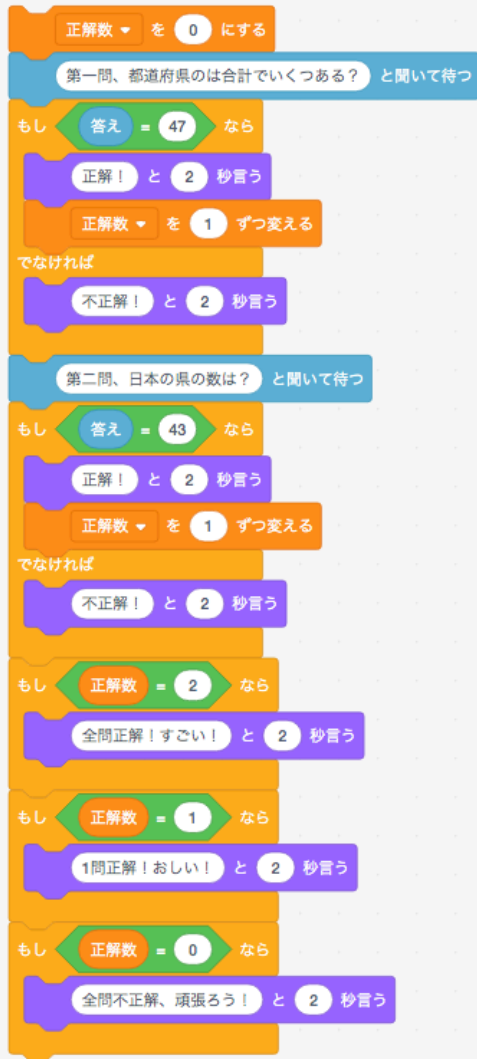 正解数 を 0 にする
第一問、都道府県のは合計でいくつある？ と聞いて待つ
もし 答え = 47 なら
正解！ と 2 秒言う
正解数 を 1 ずつ変える
でなければ
不正解！ と 2 秒言う
第二問、日本の県の数は？ と聞いて待つ
もし 答え = 43 なら
正解！ と 2 秒言う
正解数 を 1 ずつ変える
でなければ
不正解！ と 2 秒言う
もし 正解数 = 2 なら
全問正解！すごい！ と 2 秒言う
もし 正解数 = 1 なら
1問正解！おしい！ と 2 秒言う
もし 正解数 = 0 なら
全問不正解、頑張ろう！ と 2 秒言う